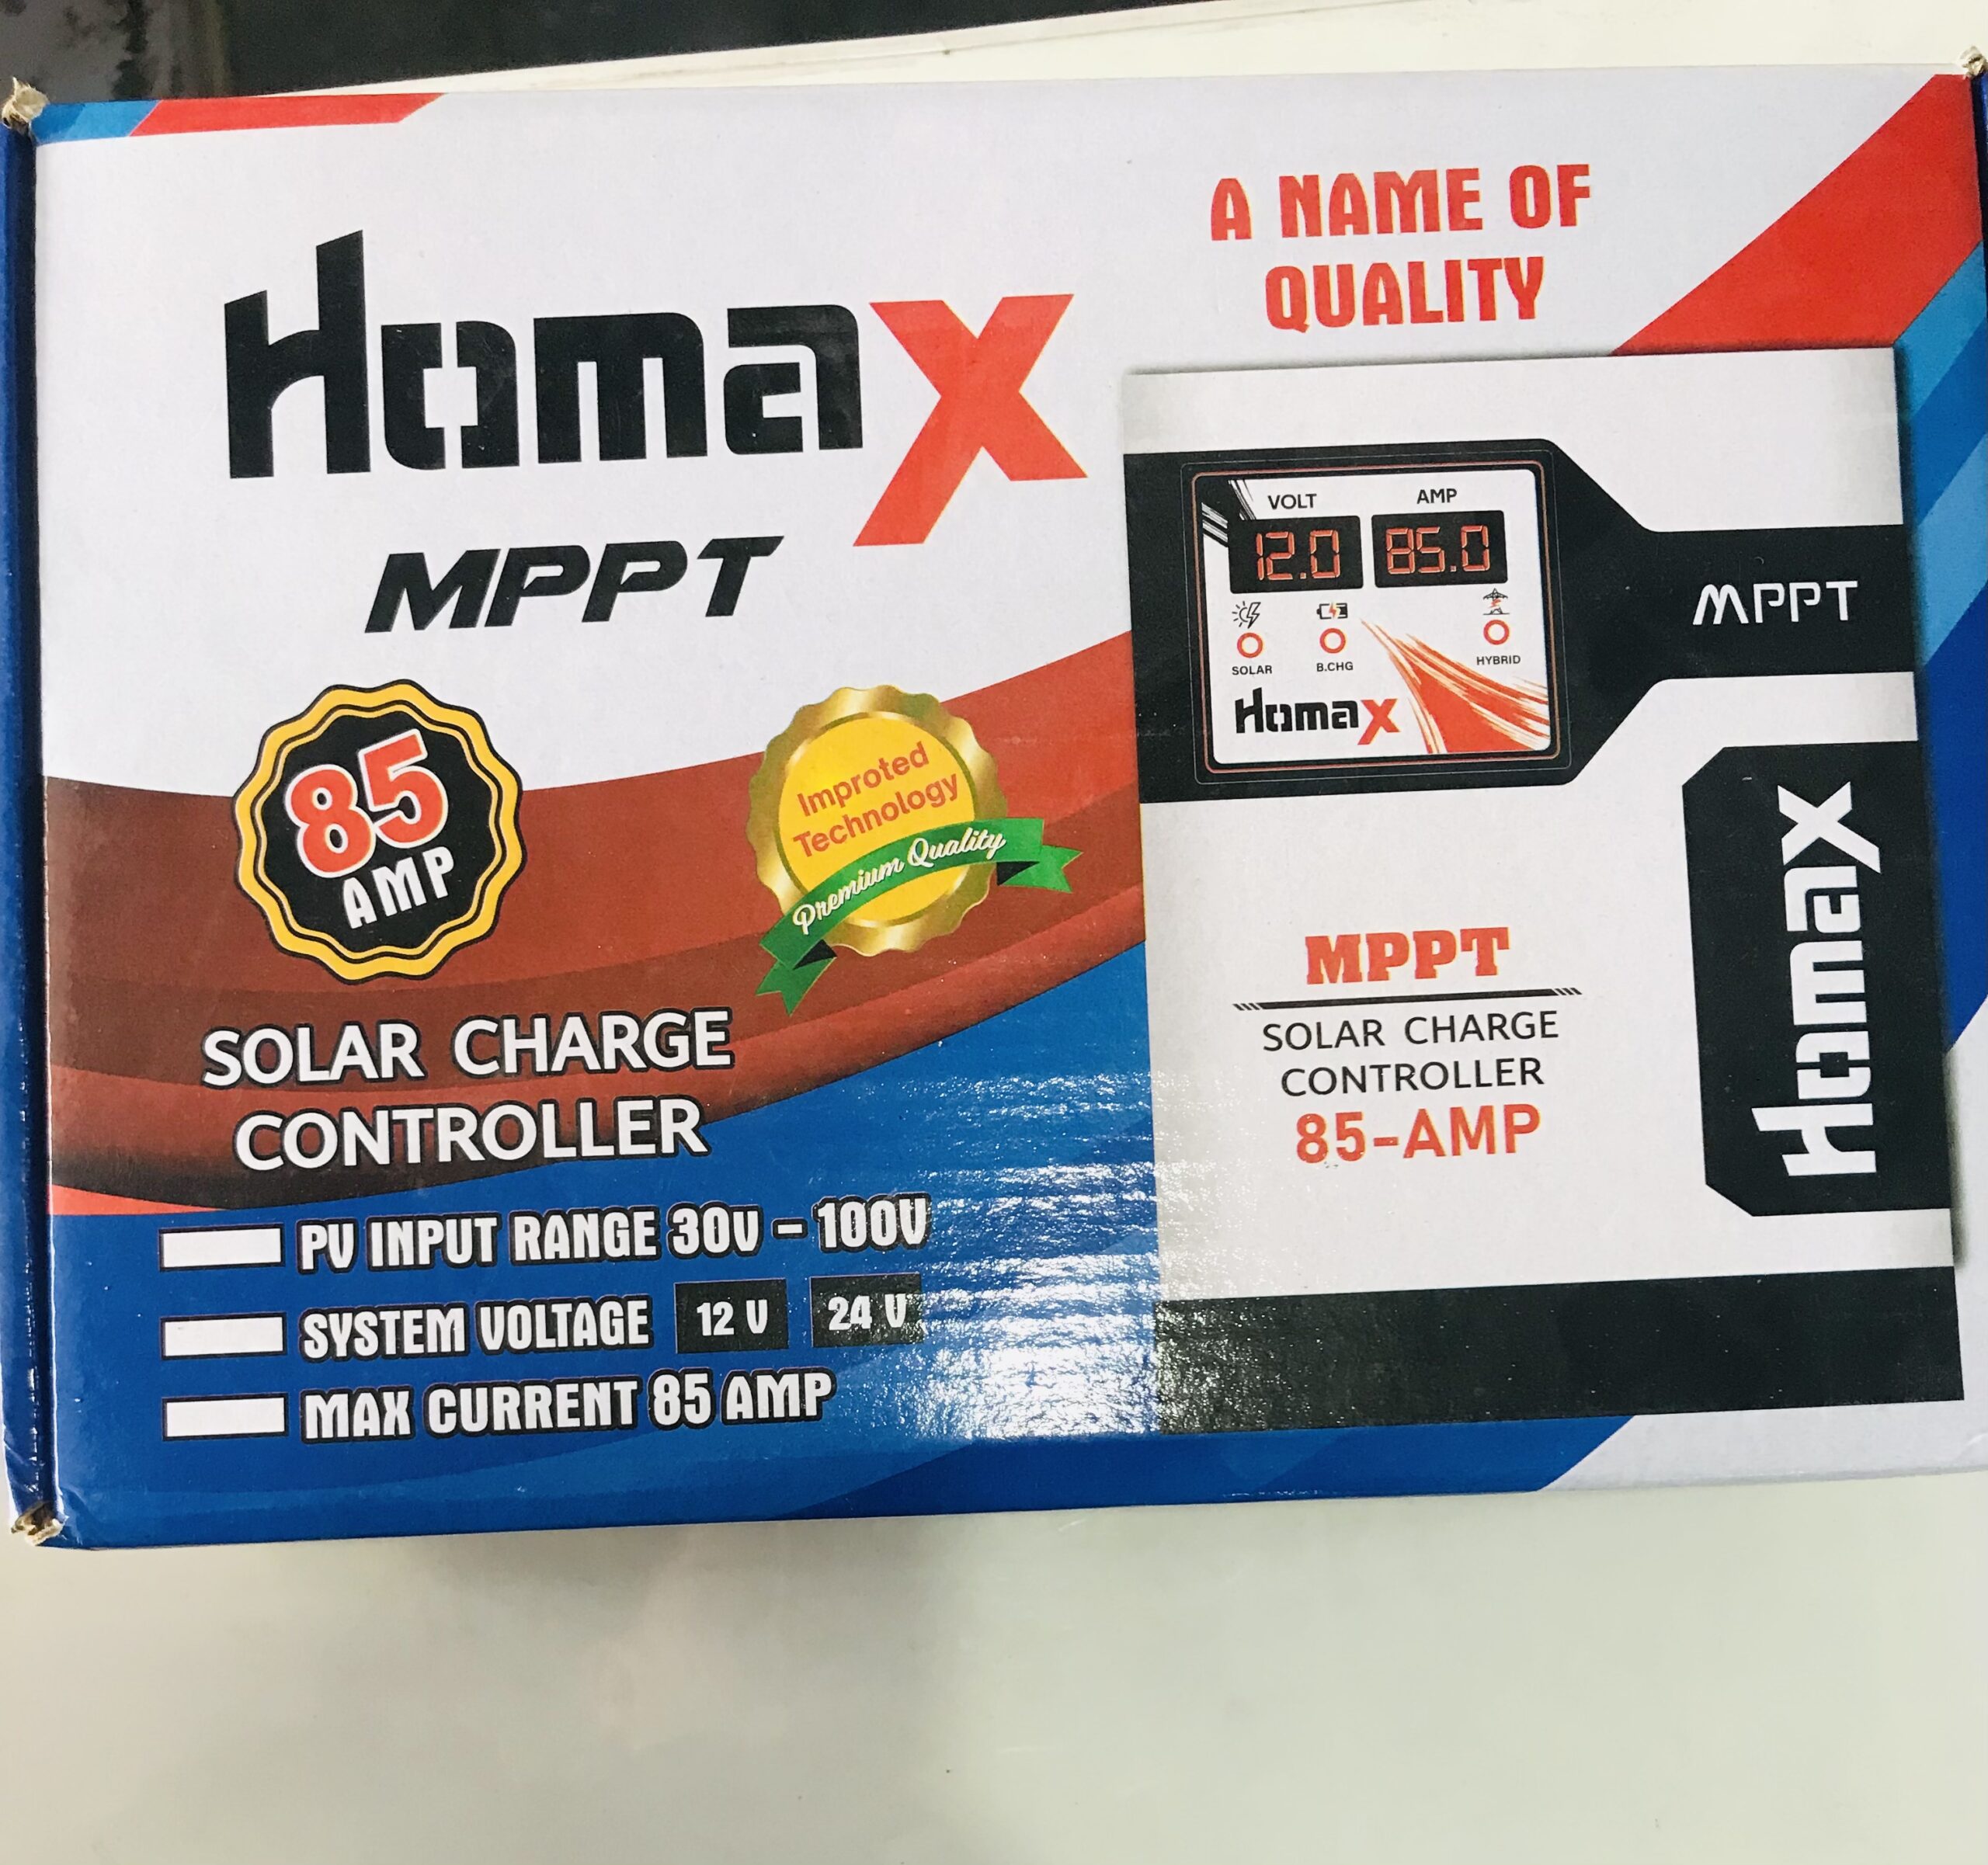 Homax
MPPT
A NAME OF
QUALITY
85
AMP
Improted
Technology
Premium Quality
SOLAR CHARGE
CONTROLLER
PV INPUT RANGE 30V - 100V
SYSTEM VOLTAGE 12 V 24 V
MAX CURRENT 85 AMP
VOLT AMP
12.0 85.0
SOLAR B.CHG HYBRID
Homax
MPPT
MPPT
SOLAR CHARGE
CONTROLLER
85-AMP
Homax